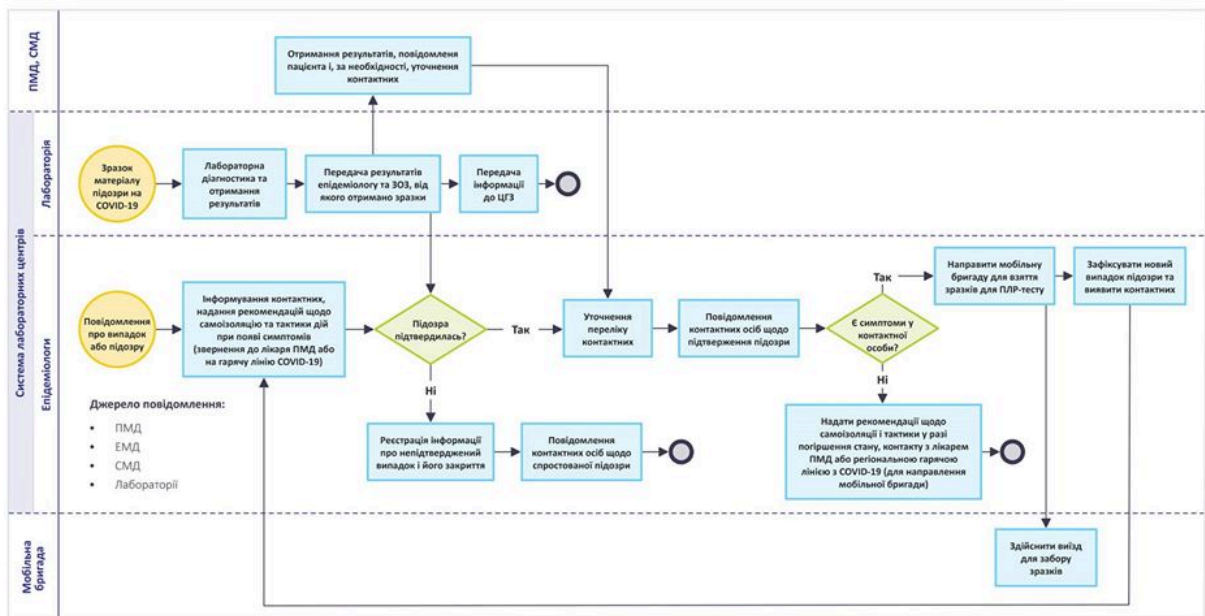 ПМД, СМД
Отримання результатів, повідомленя
пацієнта і, за необхідності, уточнення
контактних
Система лабораторних центрів
Лабораторія
Зразок
матеріалу
підозри на
COVID-19
Лабораторна
діагностика та
отримання
результатів
Передача результатів
епідеміологу та ЗОЗ, від
якого отримано зразки
Передача
інформації
до ЦГЗ
Епідеміологи
Повідомлення
про випадок
або підозру
Інформування контактних,
надання рекомендацій щодо
самоізоляцію та тактики дій
при появі симптомів
(звернення до лікаря ПМД або
на гарячу лінію COVID-19)
Підозра
підтвердилась?
Так
Уточнення
переліку
контактних
Повідомлення
контактних осіб щодо
підтвердження підозри
Є симптоми у
контактної
особи?
Так
Направити мобільну
бригаду для взяття
зразків для ПЛР-тесту
Зафіксувати новий
випадок підозри та
виявити контактних
Ні
Реєстрація інформації
про непідтверджений
випадок і його закриття
Повідомлення
контактних осіб щодо
спростованої підозри
Ні
Надати рекомендації щодо
самоізоляції і тактики у разі
погіршення стану, контакту з лікарем
ПМД або регіональною гарячою
лінією з COVID-19 (для направлення
мобільної бригади)
Джерело повідомлення:
• ПМД
• ЕМД
• СМД
• Лабораторії
Мобільна
бригада
Здійснити виїзд
для забору
зразків